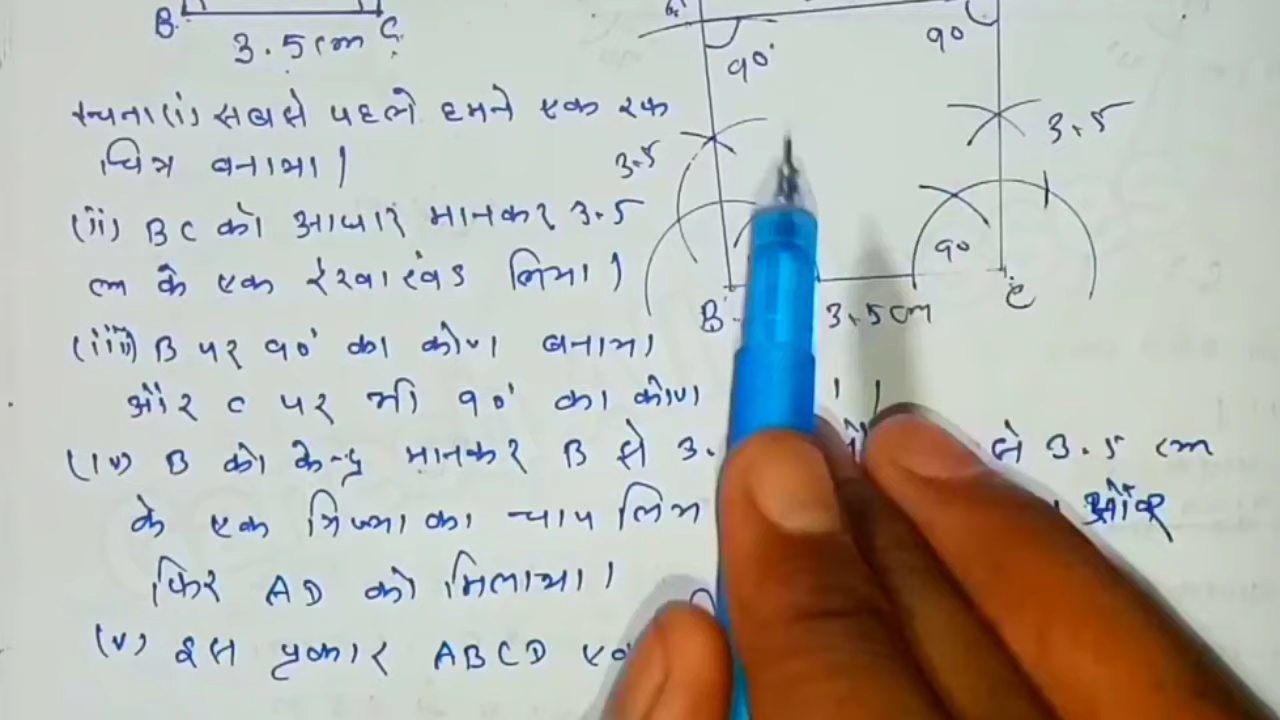 B C
3.5cm
90°
90
3.5
3.5
90
B 3.5cm C
रचना(i) सबसे पहले हमने एक रफ
चित्र बनाया।
(ii) BC को आधार मानकर 3.5
cm के एक रेखाखंड लिया।
(iii) B पर 90° का कोण बनाया
और C पर भी 90° का कोण
(iv) B को केन्द्र मानकर B से 3. से 3.5 cm
के एक त्रिज्या का चाप लिया और
फिर AD को मिलाया।
(v) इस प्रकार ABCD एक